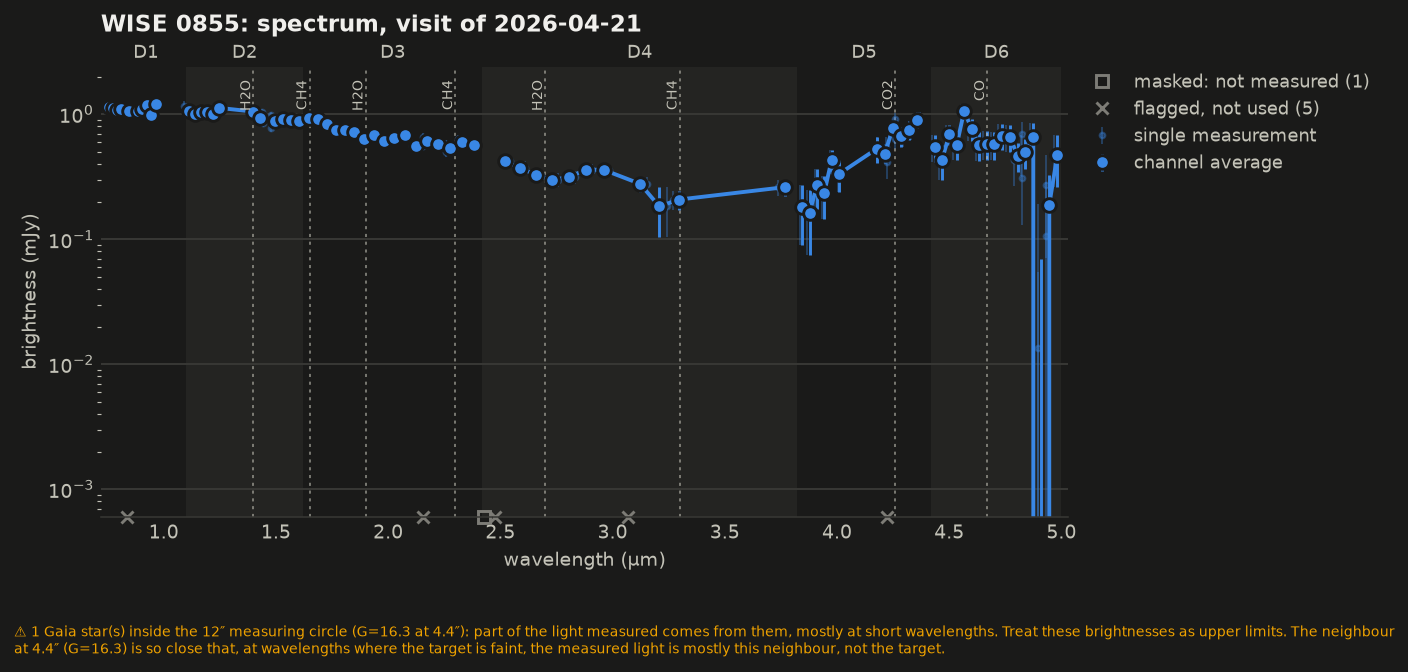 WISE 0855: spectrum, visit of 2026-04-21
D1 D2 D3 D4 D5 D6
H2O CH4 H2O CH4 H2O CH4 CO2 CO
masked: not measured (1)
flagged, not used (5)
single measurement
channel average
brightness (mJy)
10⁰
10⁻¹
10⁻²
10⁻³
1.0 1.5 2.0 2.5 3.0 3.5 4.0 4.5 5.0
wavelength (µm)
⚠ 1 Gaia star(s) inside the 12″ measuring circle (G=16.3 at 4.4″): part of the light measured comes from them, mostly at short wavelengths. Treat these brightnesses as upper limits. The neighbour
at 4.4″ (G=16.3) is so close that, at wavelengths where the target is faint, the measured light is mostly this neighbour, not the target.